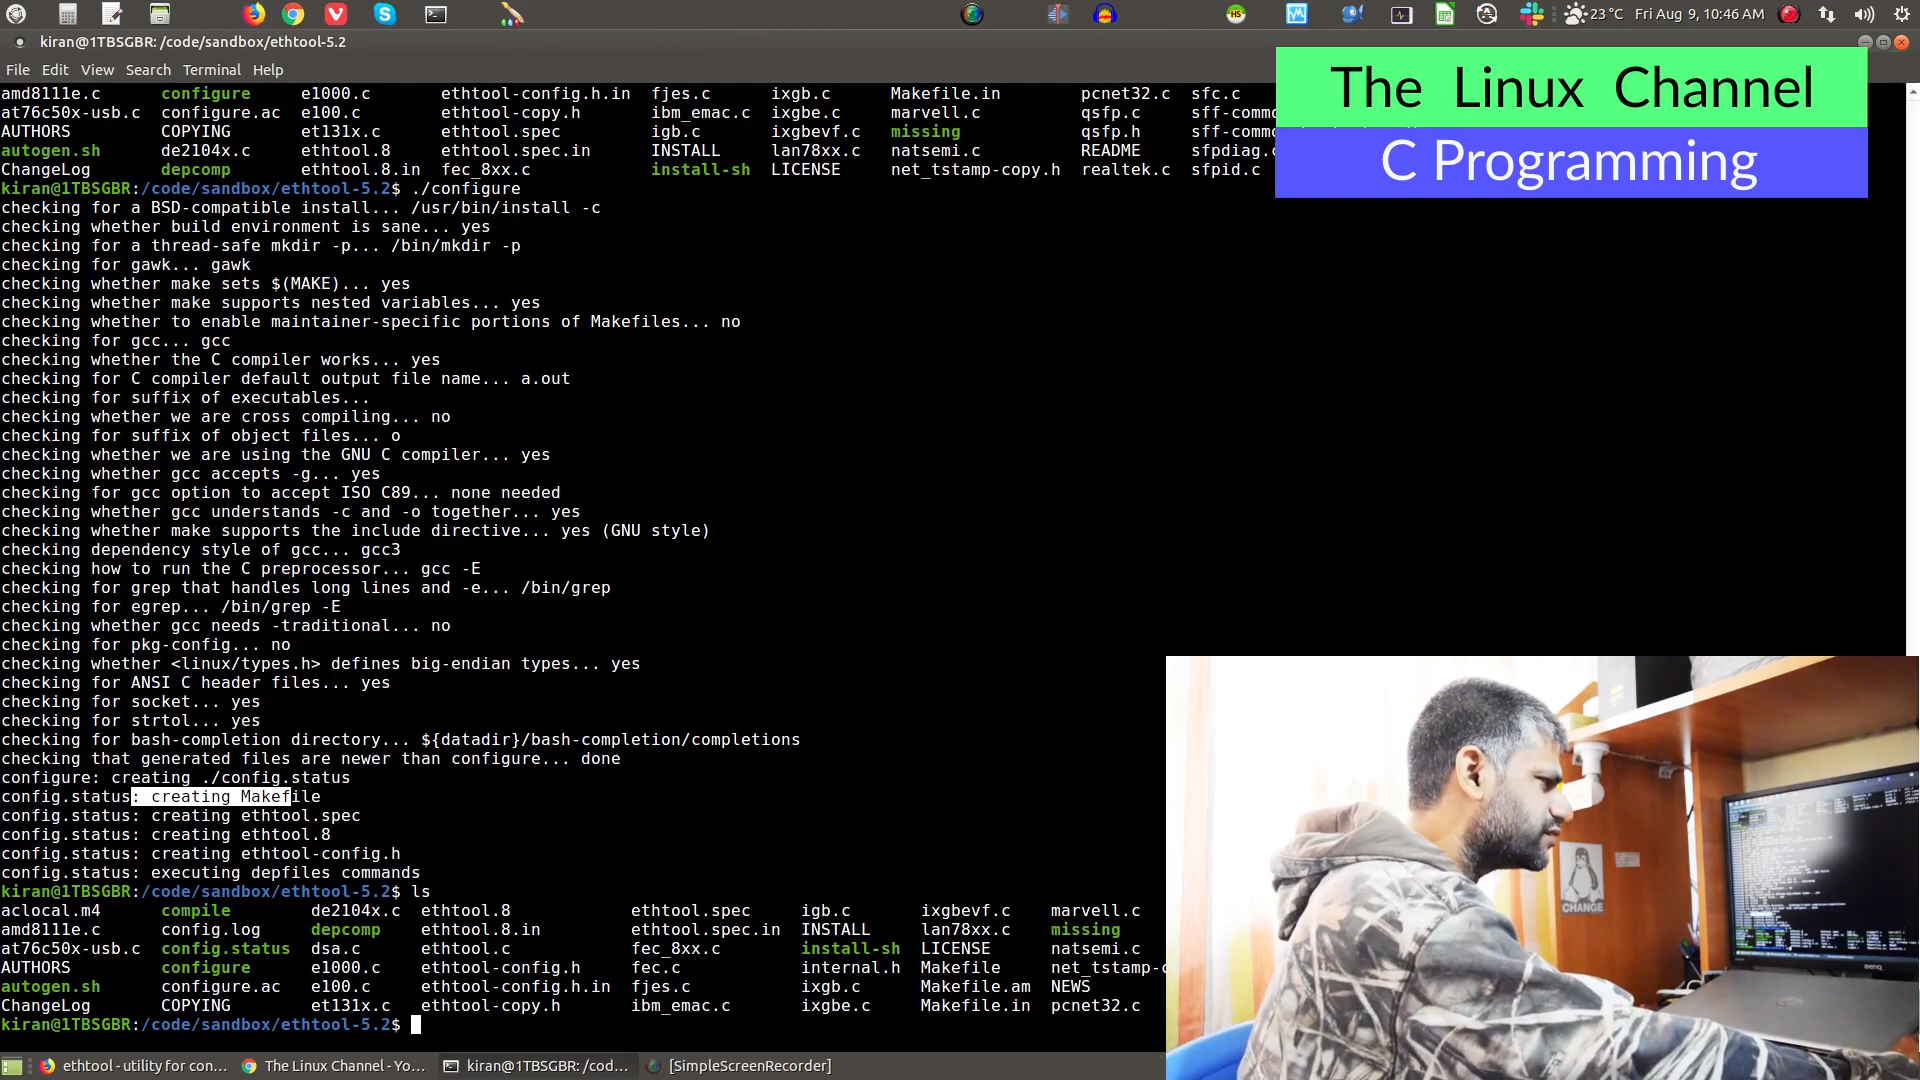 23 °C Fri Aug 9, 10:46 AM
kiran@1TBSGBR: /code/sandbox/ethtool-5.2
File Edit View Search Terminal Help
The Linux Channel
C Programming
amd8111e.c configure e1000.c ethtool-config.h.in fjes.c ixgb.c Makefile.in pcnet32.c sfc.c
at76c50x-usb.c configure.ac e100.c ethtool-copy.h ibm_emac.c ixgbe.c marvell.c qsfp.c sff-commo
AUTHORS COPYING et131x.c ethtool.spec igb.c ixgbevf.c missing qsfp.h sff-commo
autogen.sh de2104x.c ethtool.8 ethtool.spec.in INSTALL lan78xx.c natsemi.c README sfpdiag.c
ChangeLog depcomp ethtool.8.in fec_8xx.c install-sh LICENSE net_tstamp-copy.h realtek.c sfpid.c
kiran@1TBSGBR:/code/sandbox/ethtool-5.2$ ./configure
checking for a BSD-compatible install... /usr/bin/install -c
checking whether build environment is sane... yes
checking for a thread-safe mkdir -p... /bin/mkdir -p
checking for gawk... gawk
checking whether make sets $(MAKE)... yes
checking whether make supports nested variables... yes
checking whether to enable maintainer-specific portions of Makefiles... no
checking for gcc... gcc
checking whether the C compiler works... yes
checking for C compiler default output file name... a.out
checking for suffix of executables...
checking whether we are cross compiling... no
checking for suffix of object files... o
checking whether we are using the GNU C compiler... yes
checking whether gcc accepts -g... yes
checking for gcc option to accept ISO C89... none needed
checking whether gcc understands -c and -o together... yes
checking whether make supports the include directive... yes (GNU style)
checking dependency style of gcc... gcc3
checking how to run the C preprocessor... gcc -E
checking for grep that handles long lines and -e... /bin/grep
checking for egrep... /bin/grep -E
checking whether gcc needs -traditional... no
checking for pkg-config... no
checking whether <linux/types.h> defines big-endian types... yes
checking for ANSI C header files... yes
checking for socket... yes
checking for strtol... yes
checking for bash-completion directory... ${datadir}/bash-completion/completions
checking that generated files are newer than configure... done
configure: creating ./config.status
config.status: creating Makefile
config.status: creating ethtool.spec
config.status: creating ethtool.8
config.status: creating ethtool-config.h
config.status: executing depfiles commands
kiran@1TBSGBR:/code/sandbox/ethtool-5.2$ ls
aclocal.m4 compile de2104x.c ethtool.8 ethtool.spec igb.c ixgbevf.c marvell.c
amd8111e.c config.log depcomp ethtool.8.in ethtool.spec.in INSTALL lan78xx.c missing
at76c50x-usb.c config.status dsa.c ethtool.c fec_8xx.c install-sh LICENSE natsemi.c
AUTHORS configure e1000.c ethtool-config.h fec.c internal.h Makefile net_tstamp-c
autogen.sh configure.ac e100.c ethtool-config.h.in fjes.c ixgb.c Makefile.am NEWS
ChangeLog COPYING et131x.c ethtool-copy.h ibm_emac.c ixgbe.c Makefile.in pcnet32.c
kiran@1TBSGBR:/code/sandbox/ethtool-5.2$
CHANGE
BenQ
ethtool - utility for con... The Linux Channel - Yo... kiran@1TBSGBR: /cod... [SimpleScreenRecorder]